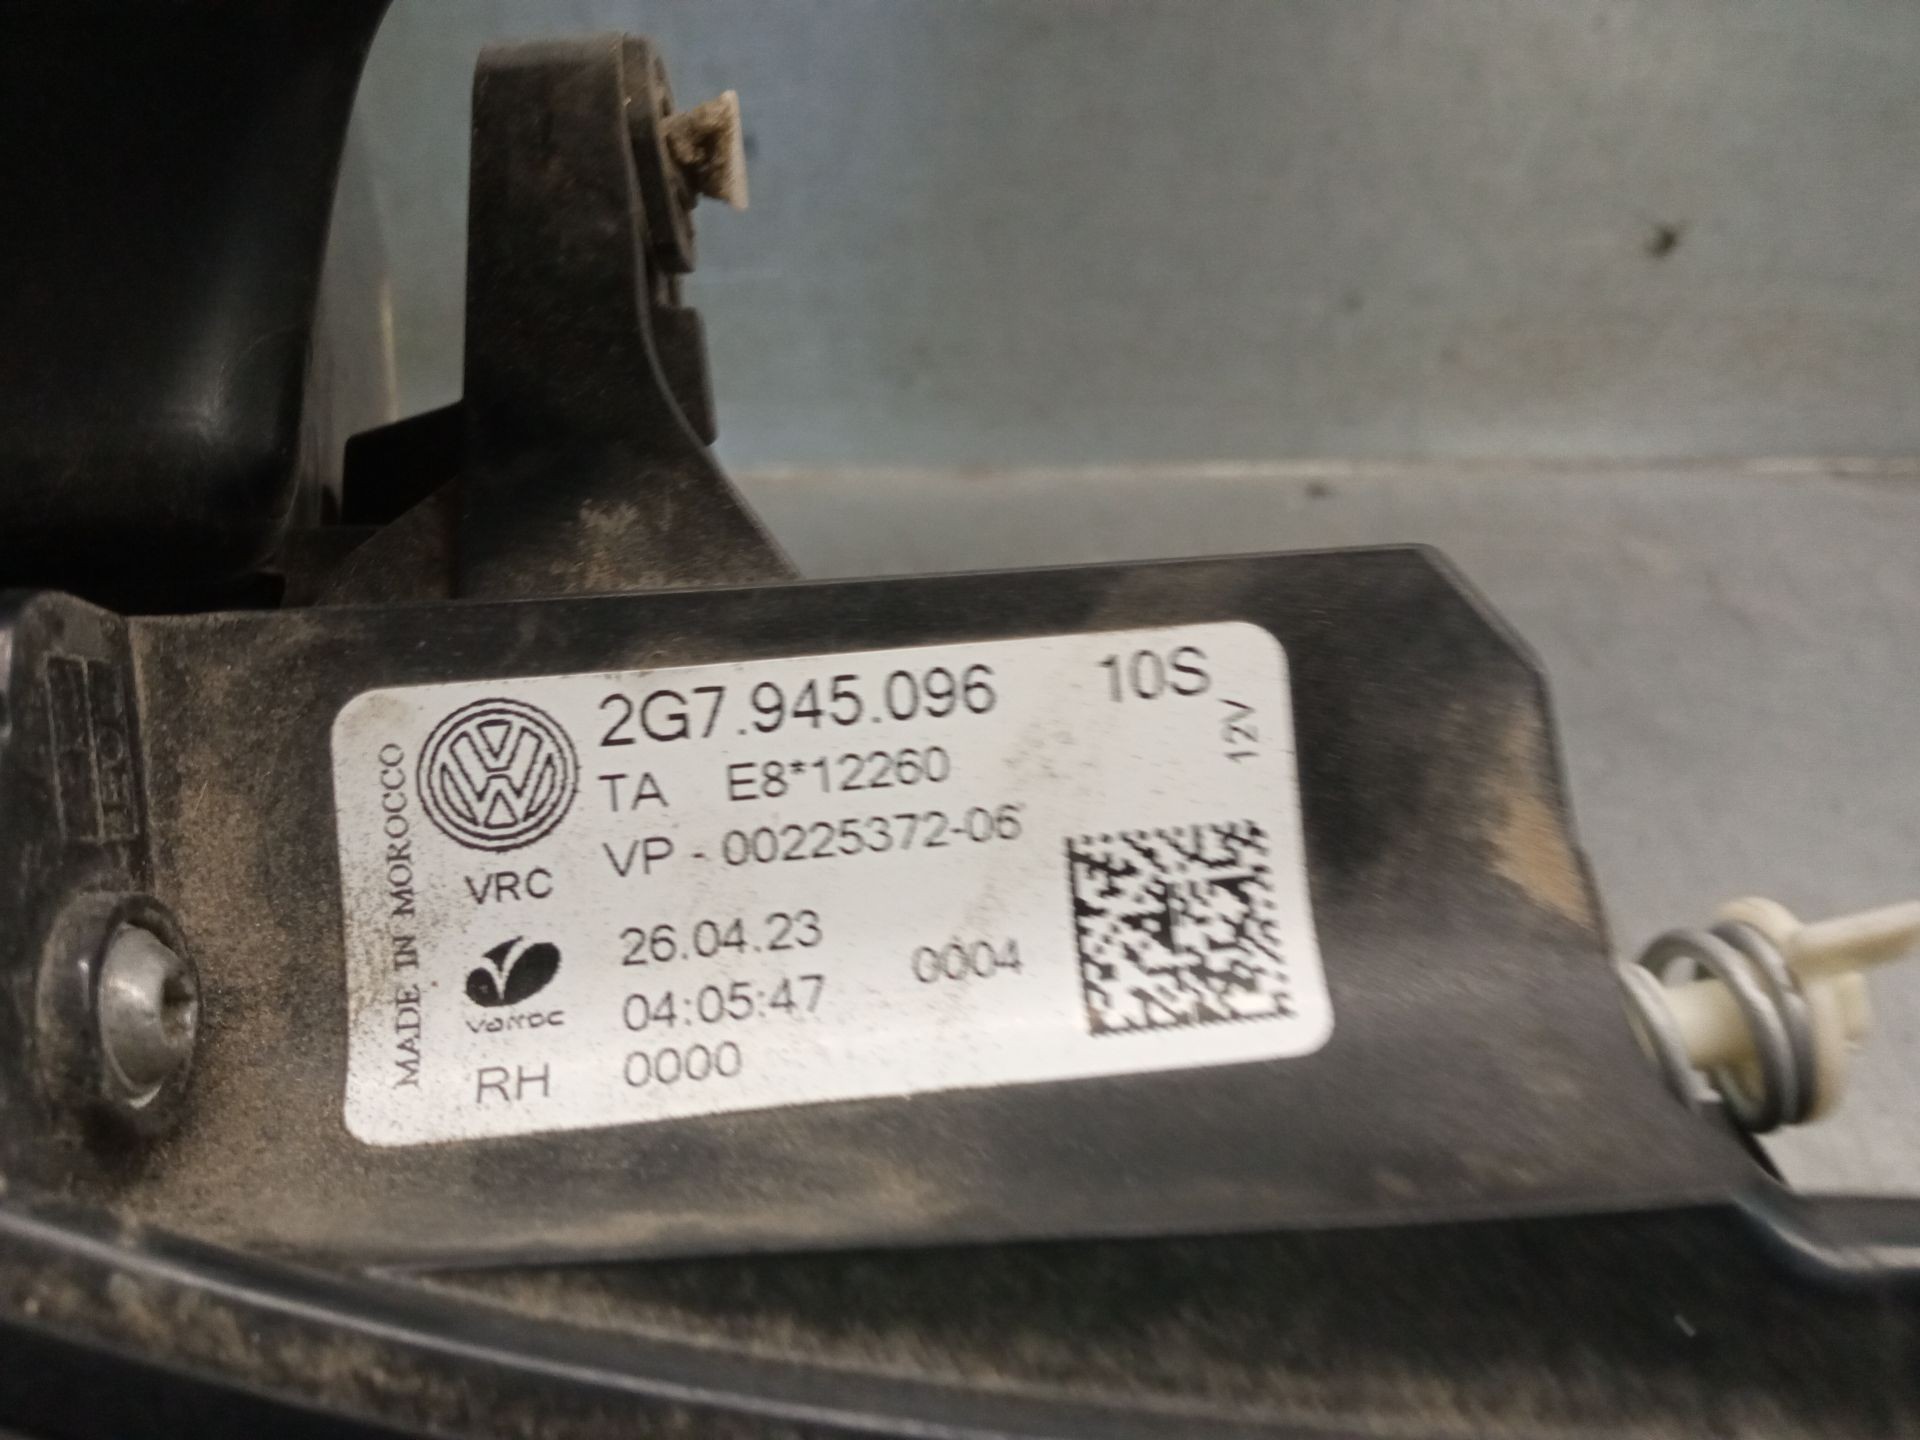 2G7.945.096 10S
12V
TA E8*12260
VP - 00225372-06
VRC
26.04.23
04:05:47 0004
varroc
RH 0000
MADE IN MOROCCO